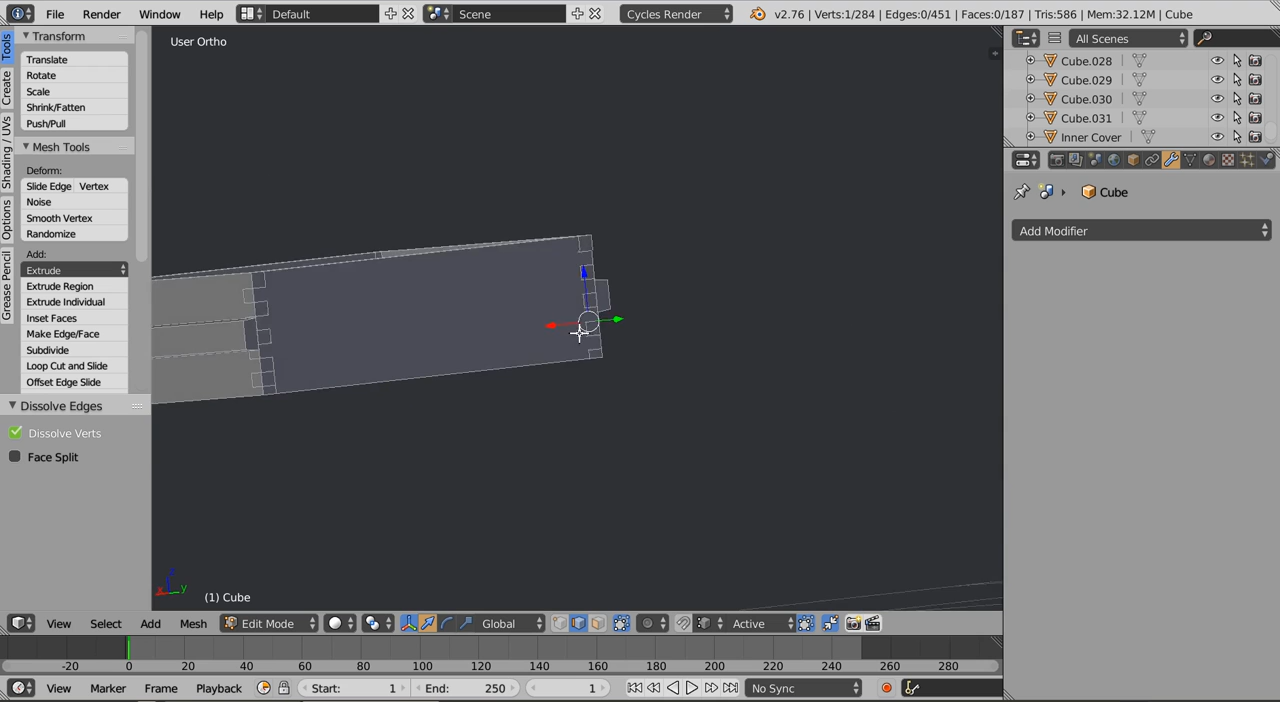 File Render Window Help Default Scene Cycles Render v2.76 | Verts:1/284 | Edges:0/451 | Faces:0/187 | Tris:586 | Mem:32.12M | Cube
Tools
Create
Shading / UVs
Options
Grease Pencil
Transform
Translate
Rotate
Scale
Shrink/Fatten
Push/Pull
Mesh Tools
Deform:
Slide Edge Vertex
Noise
Smooth Vertex
Randomize
Add:
Extrude
Extrude Region
Extrude Individual
Inset Faces
Make Edge/Face
Subdivide
Loop Cut and Slide
Offset Edge Slide
Dissolve Edges
Dissolve Verts
Face Split
User Ortho
z
x y
(1) Cube
All Scenes
Cube.028
Cube.029
Cube.030
Cube.031
Inner Cover
Cube
Add Modifier
View Select Add Mesh Edit Mode Global Active
-20 0 20 40 60 80 100 120 140 160 180 200 220 240 260 280
View Marker Frame Playback Start: 1 End: 250 1 No Sync